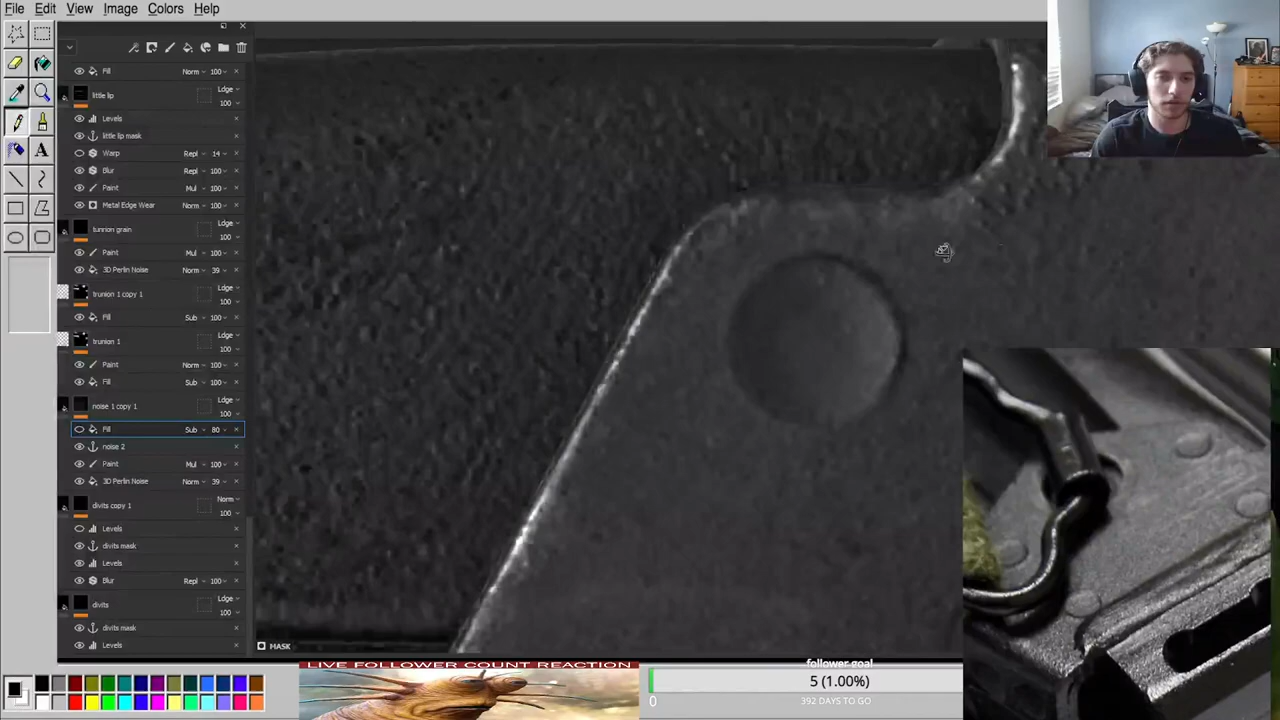 File Edit View Image Colors Help
Fill Norm 100
little lip Ldge 100
Levels
little lip mask
Warp Repl 14
Blur Repl 100
Paint Mul 100
Metal Edge Wear Norm 100
tunrion grain Ldge 100
Paint Mul 100
3D Perlin Noise Norm 39
trunion 1 copy 1 Ldge 100
Fill Sub 100
trunion 1 Ldge 100
Paint Norm 100
Fill Sub 100
noise 1 copy 1 Ldge 100
Fill Sub 80
noise 2
Paint Mul 100
3D Perlin Noise Norm 39
divits copy 1 Norm 100
Levels
divits mask
Levels
Blur Repl 100
divits Ldge 100
divits mask
Levels
MASK
LIVE FOLLOWER COUNT REACTION
follower goal
5 (1.00%)
0
392 DAYS TO GO